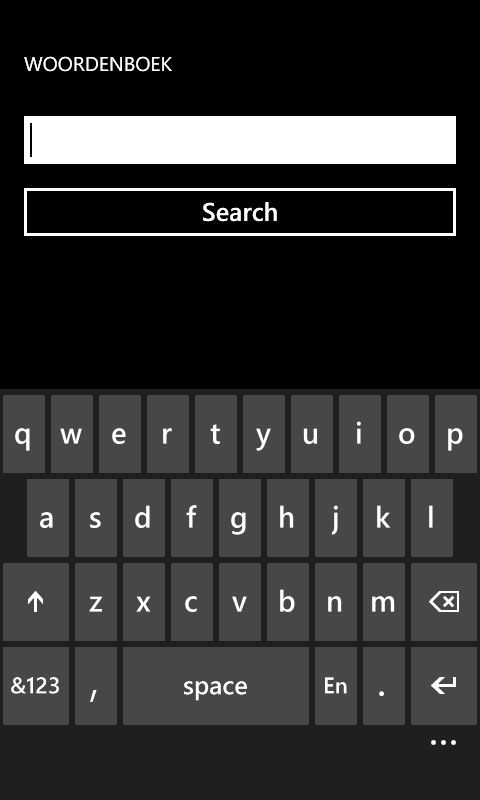 WOORDENBOEK
Search
q w e r t y u i o p
a s d f g h j k l
z x c v b n m
&123 , space En .